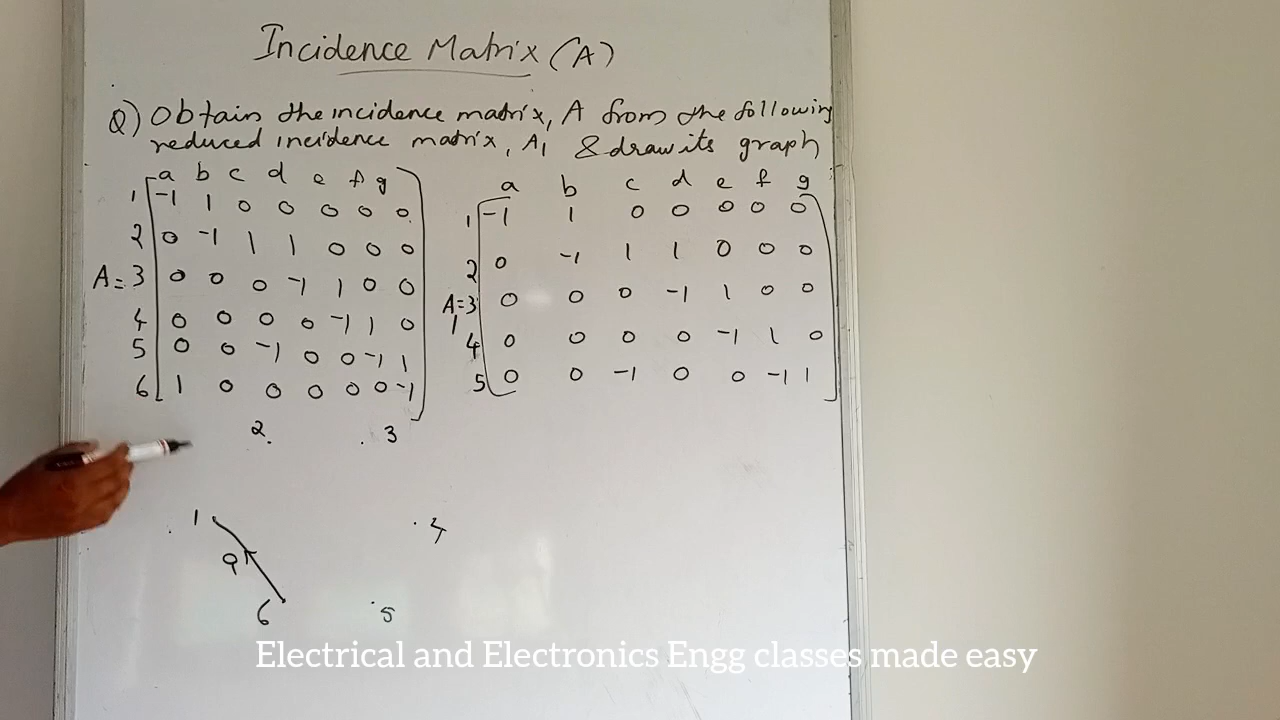 Incidence Matrix (A)
Q) Obtain the incidence matrix, A from the following
reduced incidence matrix, A1 & draw its graph
a b c d e f g
1 -1 1 0 0 0 0 0
2 0 -1 1 1 0 0 0
A= 3 0 0 0 -1 1 0 0
4 0 0 0 0 -1 1 0
5 0 0 -1 0 0 -1 1
6 1 0 0 0 0 0 -1
a b c d e f g
1 -1 1 0 0 0 0 0
2 0 -1 1 1 0 0 0
A1=3 0 0 0 -1 1 0 0
4 0 0 0 0 -1 1 0
5 0 0 -1 0 0 -1 1
2 3
1 4
a
6 5
Electrical and Electronics Engg classes made easy